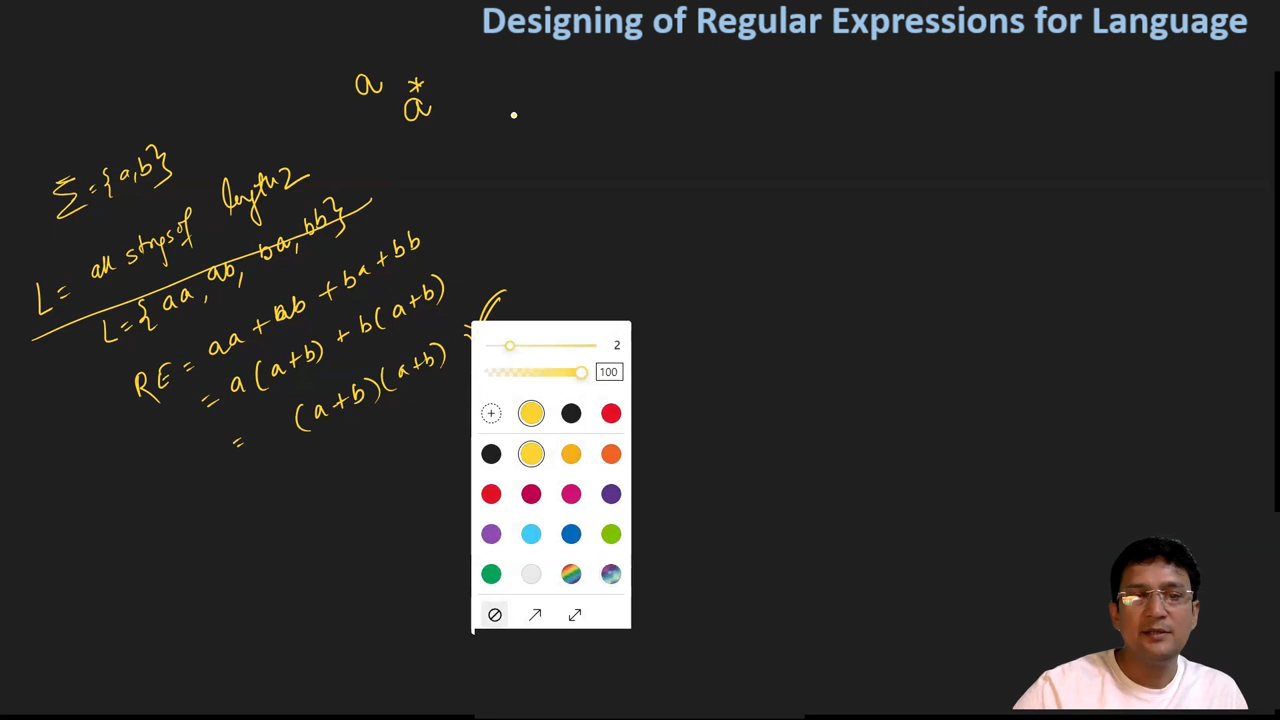 Designing of Regular Expressions for Language
a *
a
Σ = {a,b}
L = all strgs of length 2
L = { aa, ab, ba, bb}
RE = aa + ab + ba + bb
= a (a+b) + b(a+b)
= (a+b)(a+b)
2
100